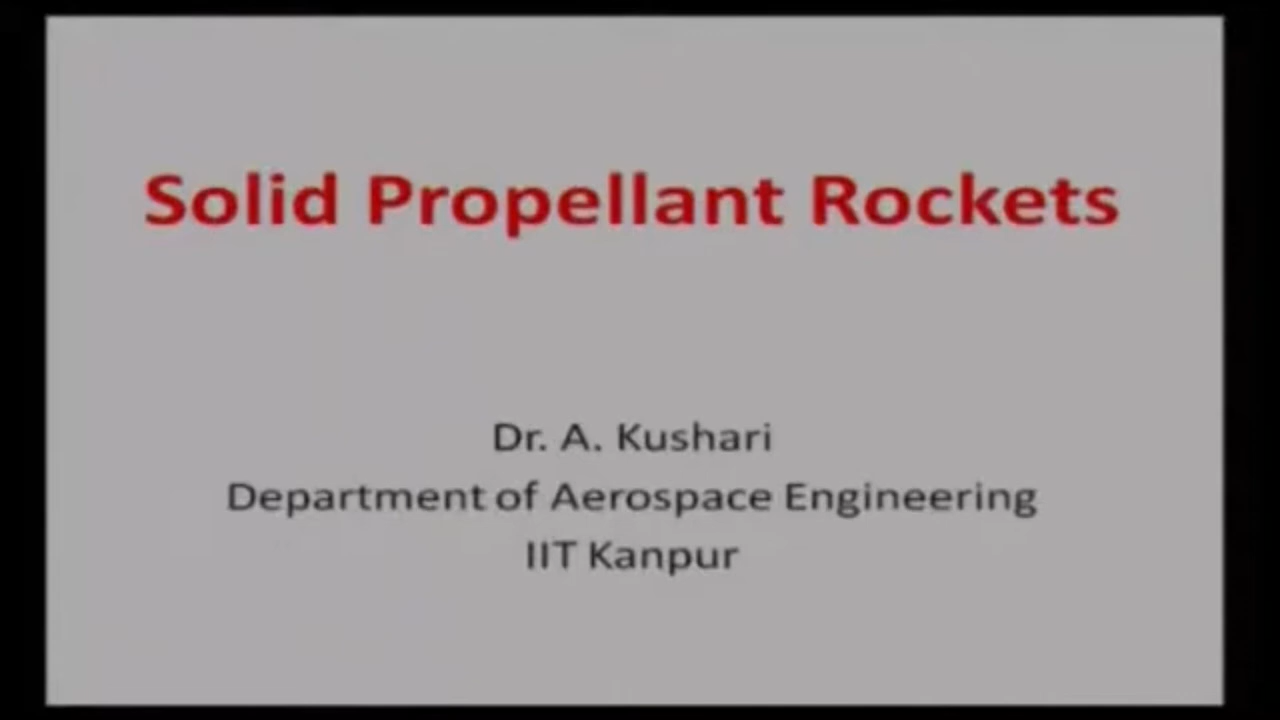 Solid Propellant Rockets
Dr. A. Kushari
Department of Aerospace Engineering
IIT Kanpur